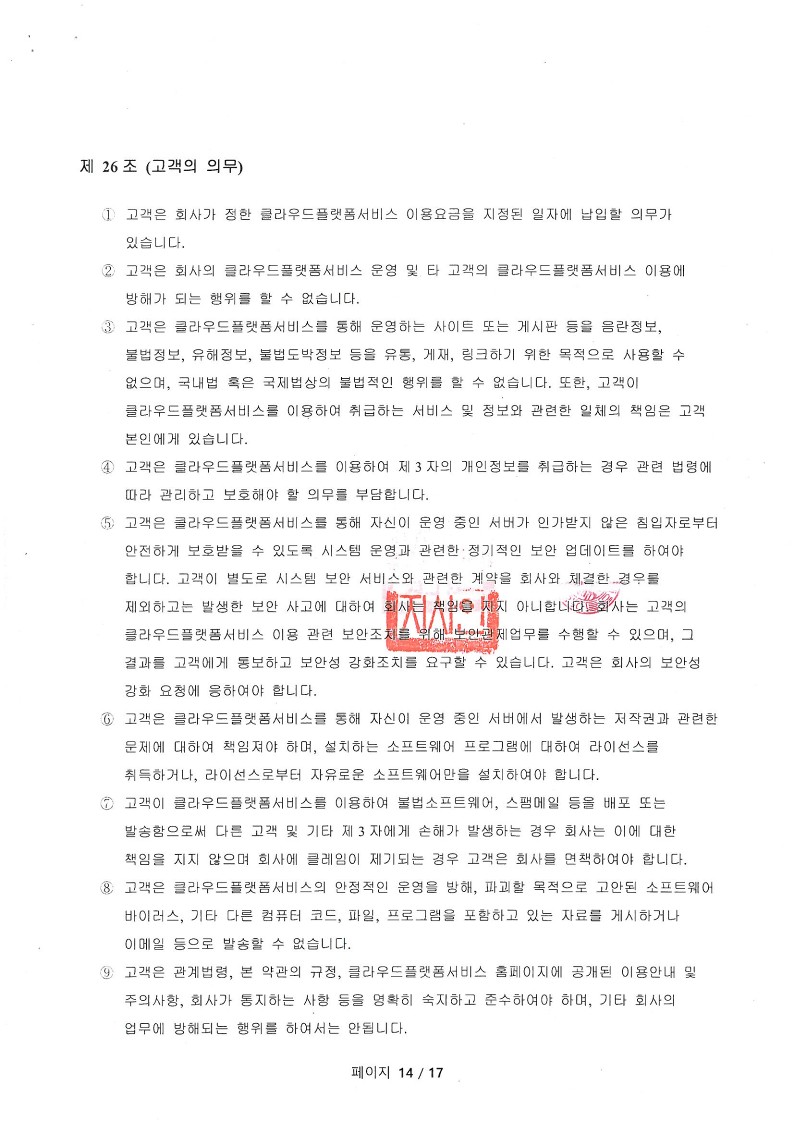 제 26 조 (고객의 의무)
① 고객은 회사가 정한 클라우드플랫폼서비스 이용요금을 지정된 일자에 납입할 의무가
있습니다.
② 고객은 회사의 클라우드플랫폼서비스 운영 및 타 고객의 클라우드플랫폼서비스 이용에
방해가 되는 행위를 할 수 없습니다.
③ 고객은 클라우드플랫폼서비스를 통해 운영하는 사이트 또는 게시판 등을 음란정보,
불법정보, 유해정보, 불법도박정보 등을 유통, 게재, 링크하기 위한 목적으로 사용할 수
없으며, 국내법 혹은 국제법상의 불법적인 행위를 할 수 없습니다. 또한, 고객이
클라우드플랫폼서비스를 이용하여 취급하는 서비스 및 정보와 관련한 일체의 책임은 고객
본인에게 있습니다.
④ 고객은 클라우드플랫폼서비스를 이용하여 제 3 자의 개인정보를 취급하는 경우 관련 법령에
따라 관리하고 보호해야 할 의무를 부담합니다.
⑤ 고객은 클라우드플랫폼서비스를 통해 자신이 운영 중인 서버가 인가받지 않은 침입자로부터
안전하게 보호받을 수 있도록 시스템 운영과 관련한 정기적인 보안 업데이트를 하여야
합니다. 고객이 별도로 시스템 보안 서비스와 관련한 계약을 회사와 체결한 경우를
제외하고는 발생한 보안 사고에 대하여 회사는 책임을 지지 아니합니다. 회사는 고객의
클라우드플랫폼서비스 이용 관련 보안조치를 위해 보안관제업무를 수행할 수 있으며, 그
결과를 고객에게 통보하고 보안성 강화조치를 요구할 수 있습니다. 고객은 회사의 보안성
강화 요청에 응하여야 합니다.
⑥ 고객은 클라우드플랫폼서비스를 통해 자신이 운영 중인 서버에서 발생하는 저작권과 관련한
문제에 대하여 책임져야 하며, 설치하는 소프트웨어 프로그램에 대하여 라이선스를
취득하거나, 라이선스로부터 자유로운 소프트웨어만을 설치하여야 합니다.
⑦ 고객이 클라우드플랫폼서비스를 이용하여 불법소프트웨어, 스팸메일 등을 배포 또는
발송함으로써 다른 고객 및 기타 제 3 자에게 손해가 발생하는 경우 회사는 이에 대한
책임을 지지 않으며 회사에 클레임이 제기되는 경우 고객은 회사를 면책하여야 합니다.
⑧ 고객은 클라우드플랫폼서비스의 안정적인 운영을 방해, 파괴할 목적으로 고안된 소프트웨어
바이러스, 기타 다른 컴퓨터 코드, 파일, 프로그램을 포함하고 있는 자료를 게시하거나
이메일 등으로 발송할 수 없습니다.
⑨ 고객은 관계법령, 본 약관의 규정, 클라우드플랫폼서비스 홈페이지에 공개된 이용안내 및
주의사항, 회사가 통지하는 사항 등을 명확히 숙지하고 준수하여야 하며, 기타 회사의
업무에 방해되는 행위를 하여서는 안됩니다.
페이지 14 / 17